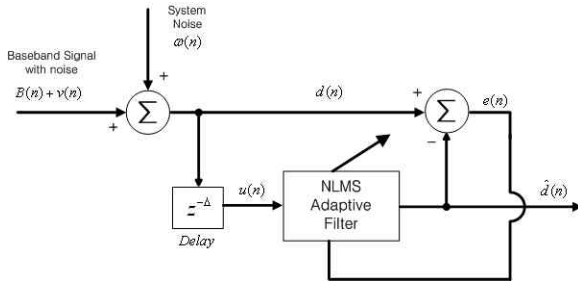 System
Noise
ϖ(n)
Baseband Signal
with noise
B(n) + v(n)
+
+
Σ
d(n)
+
Σ
−
e(n)
z^{-Δ}
Delay
u(n)
NLMS
Adaptive
Filter
d̂(n)